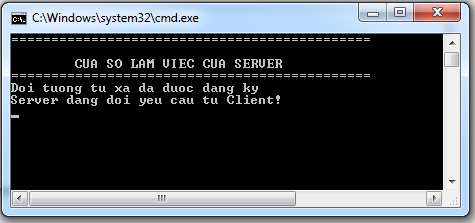 C:\Windows\system32\cmd.exe
=============================================
CUA SO LAM VIEC CUA SERVER
=============================================
Doi tuong tu xa da duoc dang ky
Server dang doi yeu cau tu Client!